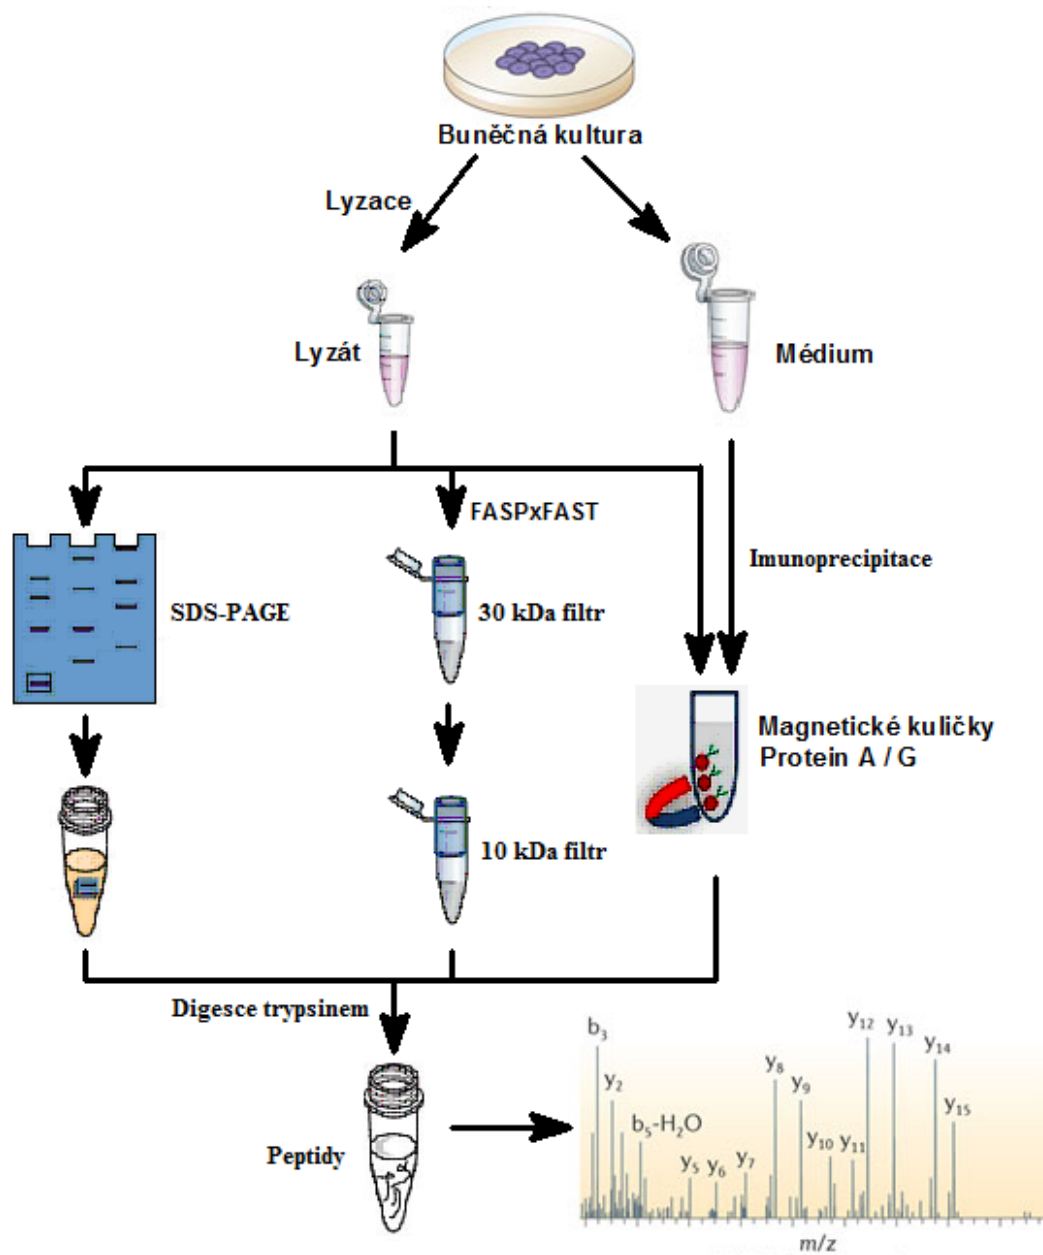 Buněčná kultura
Lyzace
Lyzát
Médium
FASPxFAST
Imunoprecipitace
SDS-PAGE
30 kDa filtr
Magnetické kuličky
Protein A / G
10 kDa filtr
Digesce trypsinem
Peptidy
b3
y2
b5-H2O
y5
y6
y7
y8
y9
y10
y11
y12
y13
y14
y15
m/z